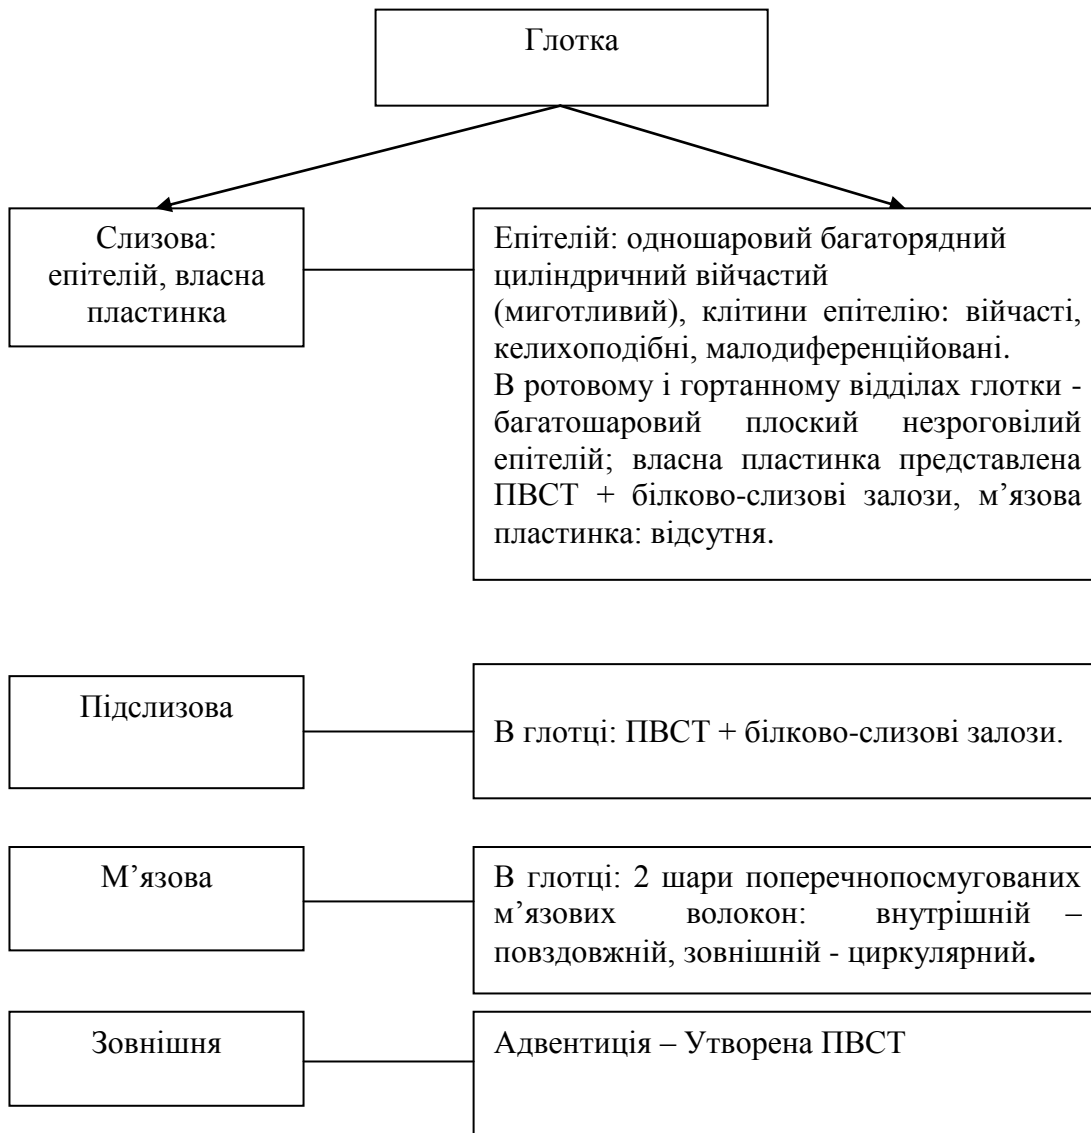 Глотка
Слизова:
епітелій, власна
пластинка
Епітелій: одношаровий багаторядний
циліндричний війчастий
(миготливий), клітини епітелію: війчасті,
келихоподібні, малодиференційовані.
В ротовому і гортанному відділах глотки -
багатошаровий плоский незроговілий
епітелій; власна пластинка представлена
ПВСТ + білково-слизові залози, м’язова
пластинка: відсутня.
Підслизова
В глотці: ПВСТ + білково-слизові залози.
М’язова
В глотці: 2 шари поперечнопосмугованих
м’язових волокон: внутрішній –
повздовжній, зовнішній - циркулярний.
Зовнішня
Адвентиція – Утворена ПВСТ